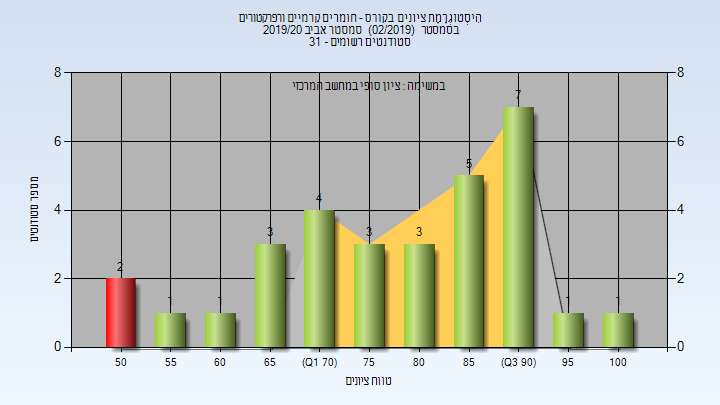 היסטוגרמת ציונים בקורס - חומרים קרמיים ורפרקטורים
בסמסטר (02/2019) סמסטר אביב 2019/20
סטודנטים רשומים - 31
במשימה : ציון סופי במחשב המרכזי
8 8
6 6
4 4
2 2
0 0
מספר סטודנטים
2 1 1 3 4 3 3 5 7 1 1
50 55 60 65 (Q1 70) 75 80 85 (Q3 90) 95 100
טווח ציונים